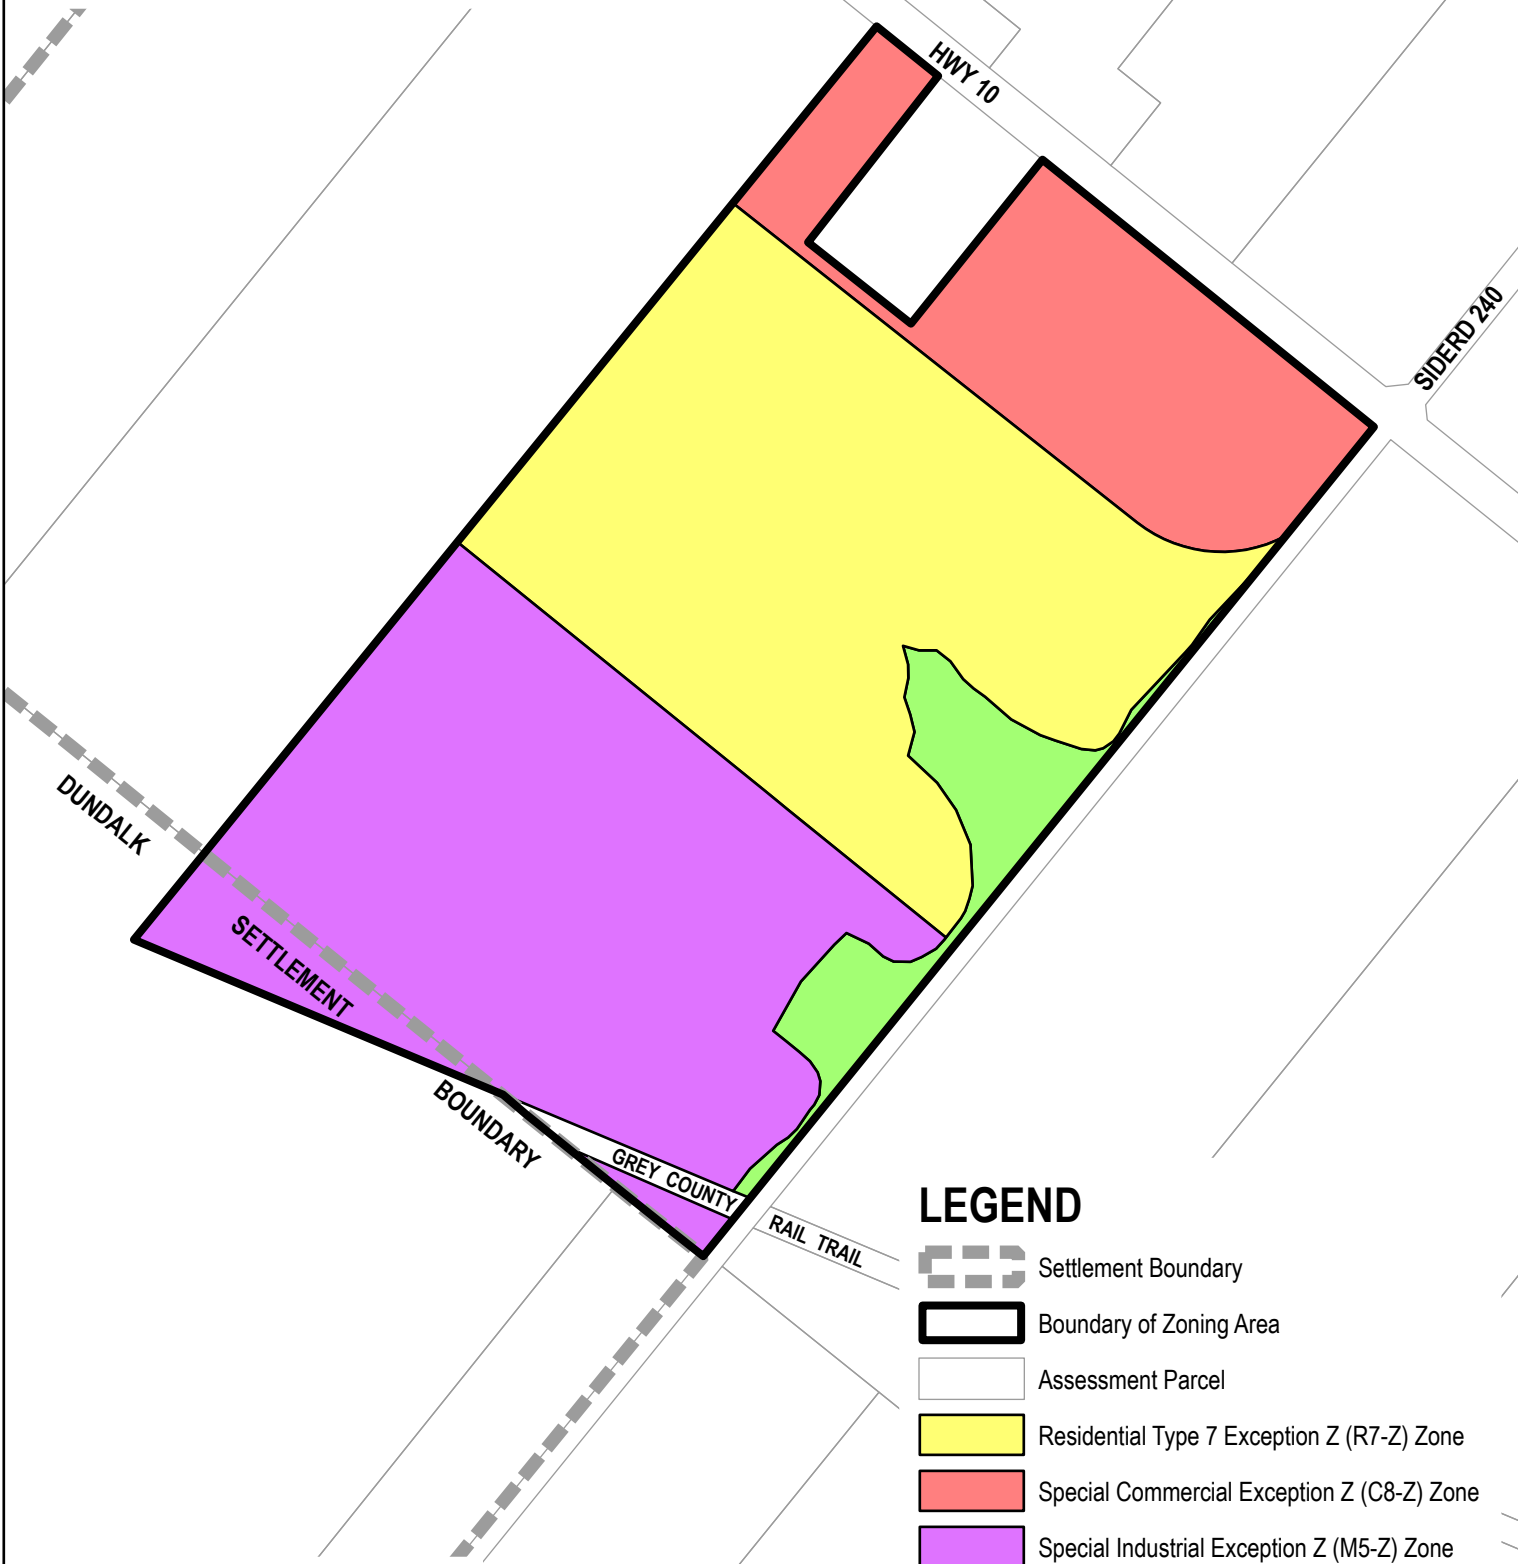 HWY 10
SIDERD 240
DUNDALK
SETTLEMENT
BOUNDARY
GREY COUNTY
RAIL TRAIL
LEGEND
Settlement Boundary
Boundary of Zoning Area
Assessment Parcel
Residential Type 7 Exception Z (R7-Z) Zone
Special Commercial Exception Z (C8-Z) Zone
Special Industrial Exception Z (M5-Z) Zone